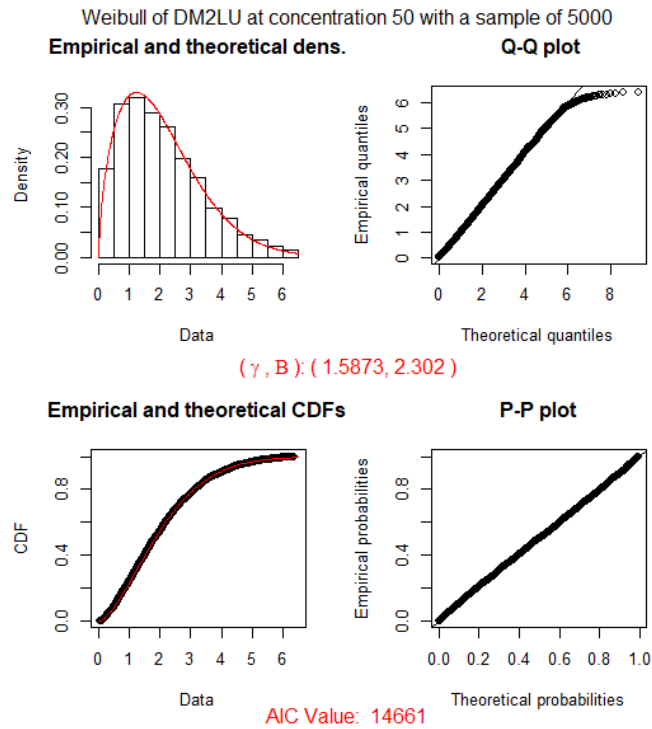 Weibull of DM2LU at concentration 50 with a sample of 5000
Empirical and theoretical dens.
Density
0.00 0.10 0.20 0.30
0 1 2 3 4 5 6
Data
Q-Q plot
Empirical quantiles
0 1 2 3 4 5 6
0 2 4 6 8
Theoretical quantiles
( γ , B ): ( 1.5873, 2.302 )
Empirical and theoretical CDFs
CDF
0.0 0.4 0.8
0 1 2 3 4 5 6
Data
P-P plot
Empirical probabilities
0.0 0.4 0.8
0.0 0.2 0.4 0.6 0.8 1.0
Theoretical probabilities
AIC Value: 14661